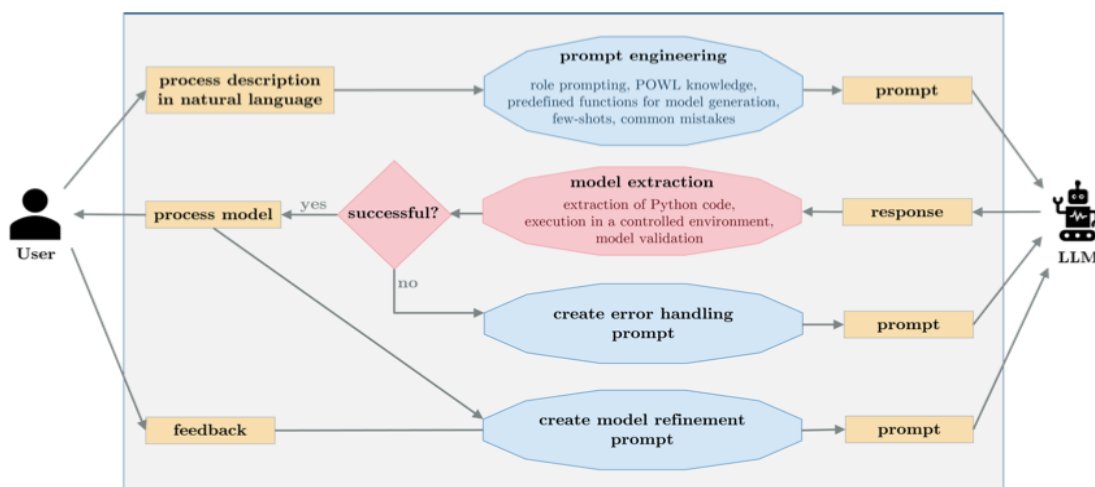 process description
in natural language
prompt engineering
role prompting, POWL knowledge,
predefined functions for model generation,
few-shots, common mistakes
prompt
User
process model
yes
successful?
no
model extraction
extraction of Python code,
execution in a controlled environment,
model validation
response
LLM
create error handling
prompt
prompt
feedback
create model refinement
prompt
prompt